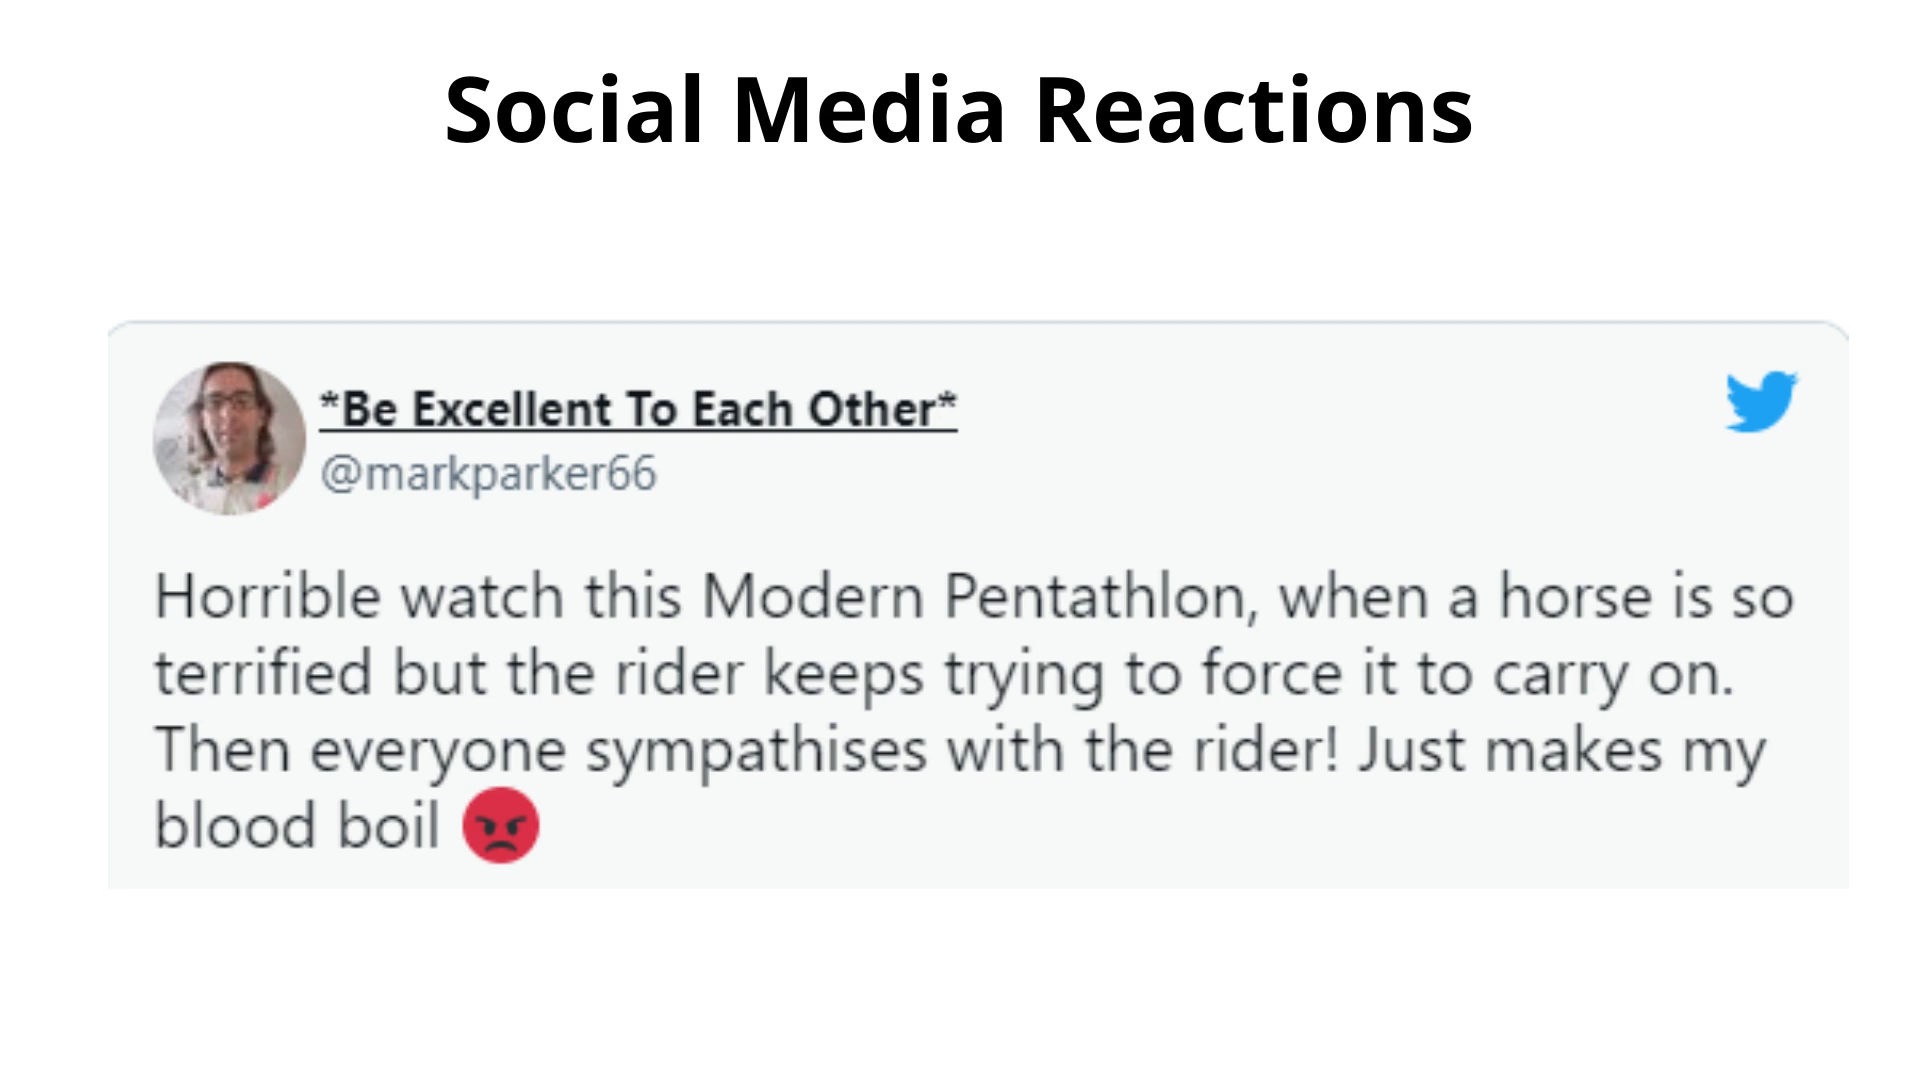 Social Media Reactions
*Be Excellent To Each Other*
@markparker66
Horrible watch this Modern Pentathlon, when a horse is so
terrified but the rider keeps trying to force it to carry on.
Then everyone sympathises with the rider! Just makes my
blood boil 😡